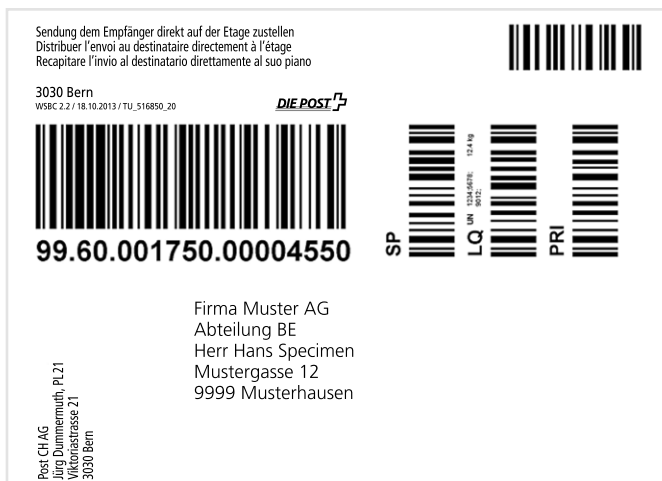 Sendung dem Empfänger direkt auf der Etage zustellen
Distribuer l'envoi au destinataire directement à l'étage
Recapitare l'invio al destinatario direttamente al suo piano
3030 Bern
WSBC 2.2 / 18.10.2013 / TU_516850_20
DIE POST
99.60.001750.00004550
SP
LQ UN 1234;5678; 12.4 kg
9012;
PRI
Firma Muster AG
Abteilung BE
Herr Hans Specimen
Mustergasse 12
9999 Musterhausen
Post CH AG
Jürg Dummermuth, PL21
Viktoriastrasse 21
3030 Bern